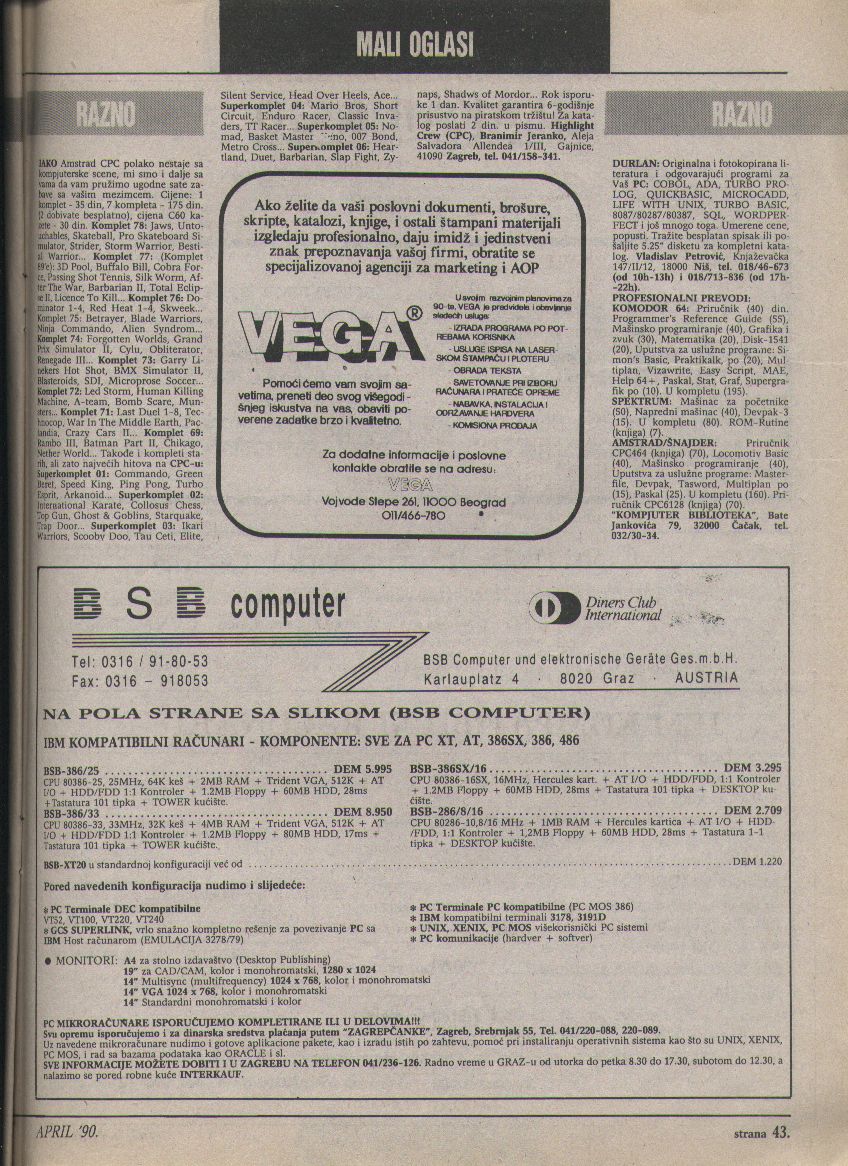 MALI OGLASI
RAZNO
IAKO Amstrad CPC polako nestaje sa
kompjuterske scene, mi smo i dalje sa
vama da vam pružimo ugodne sate za-
bave sa vašim mezimcem. Cijene: 1
komplet - 35 din, 7 kompleta - 175 din.
(2 dobivate besplatno), cijena C60 ka-
zete - 30 din. Komplet 78: Jaws, Unto-
uchables, Skateball, Pro Skateboard Si-
mulator, Strider, Storm Warrior, Besti-
al Warrior... Komplet 77: (Komplet
89'e): 3D Pool, Buffalo Bill, Cobra For-
ce, Passing Shot Tennis, Silk Worm, Af-
ter The War, Barbarian II, Total Eclip-
se II, Licence To Kill... Komplet 76: Do-
minator 1-4, Red Heat 1-4, Skweek...
Komplet 75: Betrayer, Blade Warriors,
Ninja Commando, Alien Syndrom...
Komplet 74: Forgotten Worlds, Grand
Prix Simulator II, Cylu, Obliterator,
Renegade III... Komplet 73: Garry Li-
nekers Hot Shot, BMX Simulator II,
Blasteroids, SDI, Microprose Soccer...
Komplet 72: Led Storm, Human Killing
Machine, A-team, Bomb Scare, Mun-
sters... Komplet 71: Last Duel 1-8, Tec-
hnocop, War In The Middle Earth, Pac-
landia, Crazy Cars II... Komplet 69:
Rambo III, Batman Part II, Chikago,
Nether World... Takođe i kompleti sta-
rih, ali zato najvećih hitova na CPC-u:
Superkomplet 01: Commando, Green
Beret, Speed King, Ping Pong, Turbo
Esprit, Arkanoid... Superkomplet 02:
International Karate, Collosus Chess,
Top Gun, Ghost & Goblins, Starquake,
Trap Door... Superkomplet 03: Ikari
Warriors, Scooby Doo, Tau Ceti, Elite,
Silent Service, Head Over Heels, Ace...
Superkomplet 04: Mario Bros, Short
Circuit, Enduro Racer, Classic Inva-
ders, TT Racer... Superkomplet 05: No-
mad, Basket Master 007 Bond,
Metro Cross... Superkomplet 06: Hear-
tland, Duet, Barbarian, Slap Fight, Zy-
naps, Shadws of Mordor... Rok isporu-
ke 1 dan. Kvalitet garantira 6-godišnje
prisustvo na piratskom tržištu! Za kata-
log poslati 2 din. u pismu. Highlight
Crew (CPC), Branimir Jeranko, Aleja
Salvadora Allendea 1/III, Gajnice,
41090 Zagreb, tel. 041/158-341.
Ako želite da vaši poslovni dokumenti, brošure,
skripte, katalozi, knjige, i ostali štampani materijali
izgledaju profesionalno, daju imidž i jedinstveni
znak prepoznavanja vašoj firmi, obratite se
specijalizovanoj agenciji za marketing i AOP
VEGA®
Pomoći ćemo vam svojim sa-
vetima, preneti deo svog višegodi-
šnjeg iskustva na vas, obaviti po-
verene zadatke brzo i kvalitetno.
U svojim razvojnim planovima za
90-te, VEGA je predvidela i obavljanje
sledećih usluga:
- IZRADA PROGRAMA PO POT-
REBAMA KORISNIKA
- USLUGE ISPISA NA LASER-
SKOM ŠTAMPAČU I PLOTERU
- OBRADA TEKSTA
- SAVETOVANJE PRI IZBORU
RAČUNARA I PRATEĆE OPREME
- NABAVKA, INSTALACIJA I
ODRŽAVANJE HARDVERA
- KOMISIONA PRODAJA
Za dodatne informacije i poslovne
kontakte obratite se na adresu:
VEGA
Vojvode Stepe 261, 11000 Beograd
011/466-780
RAZNO
DURLAN: Originalna i fotokopirana li-
teratura i odgovarajući programi za
Vaš PC: COBOL, ADA, TURBO PRO-
LOG, QUICKBASIC, MICROCADD,
LIFE WITH UNIX, TURBO BASIC,
8087/80287/80387, SQL, WORDPER-
FECT i još mnogo toga. Umerene cene,
popusti. Tražite besplatan spisak ili po-
šaljite 5.25" disketu za kompletni kata-
log. Vladislav Petrović, Knjaževačka
147/II/12, 18000 Niš, tel. 018/46-673
(od 10h-13h) i 018/713-836 (od 17h-
-22h).
PROFESIONALNI PREVODI:
KOMODOR 64: Priručnik (40) din.
Programmer's Reference Guide (55),
Mašinsko programiranje (40), Grafika i
zvuk (30), Matematika (20), Disk-1541
(20), Uputstva za uslužne programe: Si-
mon's Basic, Praktikalk, po (20), Mul-
tiplan, Vizawrite, Easy Script, MAE,
Help 64+, Paskal, Stat, Graf, Supergra-
fik po (10). U kompletu (195).
SPEKTRUM: Mašinac za početnike
(50), Napredni mašinac (40), Devpak-3
(15). U kompletu (80). ROM-Rutine
(knjiga) (7).
AMSTRAD/ŠNAJDER: Priručnik
CPC464 (knjiga) (70), Locomotiv Basic
(40), Mašinsko programiranje (40),
Uputstva za uslužne programe: Master-
file, Devpak, Tasword, Multiplan po
(15), Paskal (25). U kompletu (160). Pri-
ručnik CPC6128 (knjiga) (70).
"KOMPJUTER BIBLIOTEKA", Bate
Jankovića 79, 32000 Čačak, tel.
032/30-34.
BSB computer
Diners Club
International
Tel: 0316 / 91-80-53
Fax: 0316 – 918053
BSB Computer und elektronische Geräte Ges.m.b.H.
Karlauplatz 4 · 8020 Graz · AUSTRIA
NA POLA STRANE SA SLIKOM (BSB COMPUTER)
IBM KOMPATIBILNI RAČUNARI - KOMPONENTE: SVE ZA PC XT, AT, 386SX, 386, 486
BSB-386/25 .................................... DEM 5.995
CPU 80386-25, 25MHz, 64K keš + 2MB RAM + Trident VGA, 512K + AT
I/O + HDD/FDD 1:1 Kontroler + 1.2MB Floppy + 60MB HDD, 28ms
+Tastatura 101 tipka + TOWER kućište.
BSB-386/33 .................................... DEM 8.950
CPU 80386–33, 33MHz, 32K keš + 4MB RAM + Trident VGA, 512K + AT
I/O + HDD/FDD 1:1 Kontroler + 1.2MB Floppy + 80MB HDD, 17ms +
Tastatura 101 tipka + TOWER kućište.
BSB-386SX/16 .................................... DEM 3.295
CPU 80386-16SX, 16MHz, Hercules kart. + AT I/O + HDD/FDD, 1:1 Kontroler
+ 1.2MB Floppy + 60MB HDD, 28ms + Tastatura 101 tipka + DESKTOP ku-
ćište.
BSB-286/8/16 .................................... DEM 2.709
CPU 80286-10,8/16 MHz + 1MB RAM + Hercules kartica + AT I/O + HDD-
/FDD, 1:1 Kontroler + 1,2MB Floppy + 60MB HDD, 28ms + Tastatura 1-1
tipka + DESKTOP kućište.
BSB-XT20 u standardnoj konfiguraciji već od .................................... DEM 1.220
Pored navedenih konfiguracija nudimo i slijedeće:
* PC Terminale DEC kompatibilne
VT52, VT100, VT220, VT240
* GCS SUPERLINK, vrlo snažno kompletno rešenje za povezivanje PC sa
IBM Host računarom (EMULACIJA 3278/79)
* PC Terminale PC kompatibilne (PC MOS 386)
* IBM kompatibilni terminali 3178, 3191D
* UNIX, XENIX, PC MOS višekorisnički PC sistemi
* PC komunikacije (hardver + softver)
● MONITORI: A4 za stolno izdavaštvo (Desktop Publishing)
19" za CAD/CAM, kolor i monohromatski, 1280 x 1024
14" Multisync (multifrequency) 1024 x 768, kolor i monohromatski
14" VGA 1024 x 768, kolor i monohromatski
14" Standardni monohromatski i kolor
PC MIKRORAČUNARE ISPORUČUJEMO KOMPLETIRANE ILI U DELOVIMA!!!
Svu opremu isporučujemo i za dinarska sredstva plaćanja putem "ZAGREPČANKE", Zagreb, Srebrnjak 55, Tel. 041/220-088, 220-089.
Uz navedene mikroračunare nudimo i gotove aplikacione pakete, kao i izradu istih po zahtevu, pomoć pri instaliranju operativnih sistema kao što su UNIX, XENIX,
PC MOS, i rad sa bazama podataka kao ORACLE i sl.
SVE INFORMACIJE MOŽETE DOBITI I U ZAGREBU NA TELEFON 041/236-126. Radno vreme u GRAZ-u od utorka do petka 8.30 do 17.30, subotom do 12.30, a
nalazimo se pored robne kuće INTERKAUF.
APRIL '90.
strana 43.